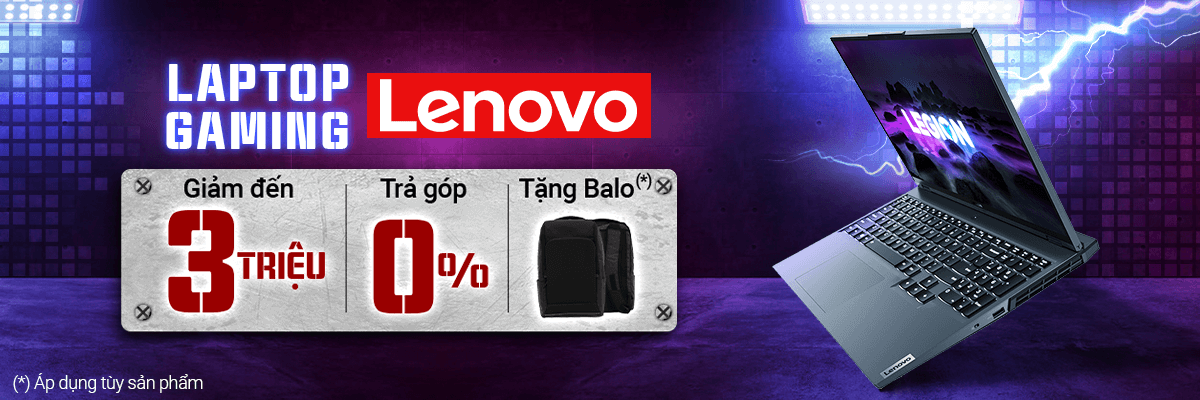 LAPTOP
GAMING
Lenovo
Giảm đến
3 TRIỆU
Trả góp
0%
Tặng Balo(*)
LEGION
Lenovo
(*) Áp dụng tùy sản phẩm